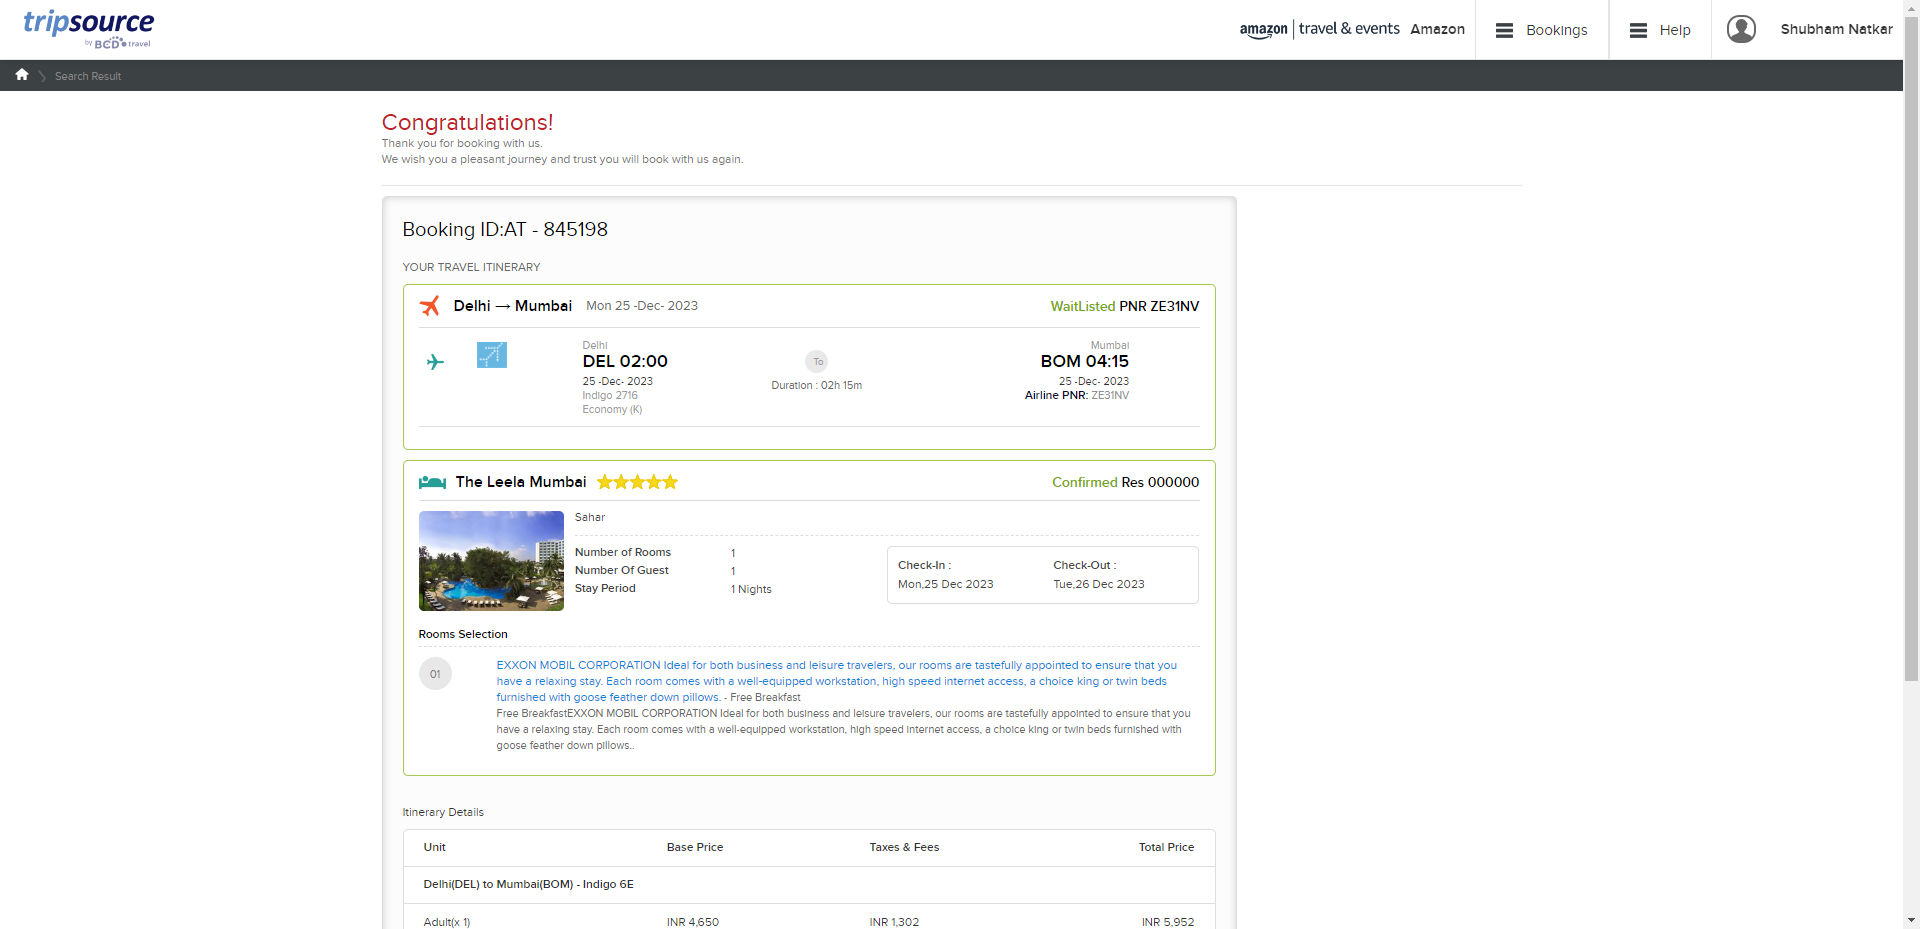 tripsource
by BCD travel
amazon | travel & events Amazon
Bookings
Help
Shubham Natkar
Search Result
Congratulations!
Thank you for booking with us.
We wish you a pleasant journey and trust you will book with us again.
Booking ID:AT - 845198
YOUR TRAVEL ITINERARY
Delhi → Mumbai Mon 25 -Dec- 2023 WaitListed PNR ZE31NV
Delhi Mumbai
DEL 02:00 To BOM 04:15
25 -Dec- 2023 Duration : 02h 15m 25 -Dec- 2023
Indigo 2716 Airline PNR: ZE31NV
Economy (K)
The Leela Mumbai Confirmed Res 000000
Sahar
Number of Rooms 1
Number Of Guest 1
Stay Period 1 Nights
Check-In : Check-Out :
Mon,25 Dec 2023 Tue,26 Dec 2023
Rooms Selection
01
EXXON MOBIL CORPORATION Ideal for both business and leisure travelers, our rooms are tastefully appointed to ensure that you
have a relaxing stay. Each room comes with a well-equipped workstation, high speed internet access, a choice king or twin beds
furnished with goose feather down pillows. - Free Breakfast
Free BreakfastEXXON MOBIL CORPORATION Ideal for both business and leisure travelers, our rooms are tastefully appointed to ensure that you
have a relaxing stay. Each room comes with a well-equipped workstation, high speed internet access, a choice king or twin beds furnished with
goose feather down pillows..
Itinerary Details
Unit Base Price Taxes & Fees Total Price
Delhi(DEL) to Mumbai(BOM) - Indigo 6E
Adult(x 1) INR 4,650 INR 1,302 INR 5,952